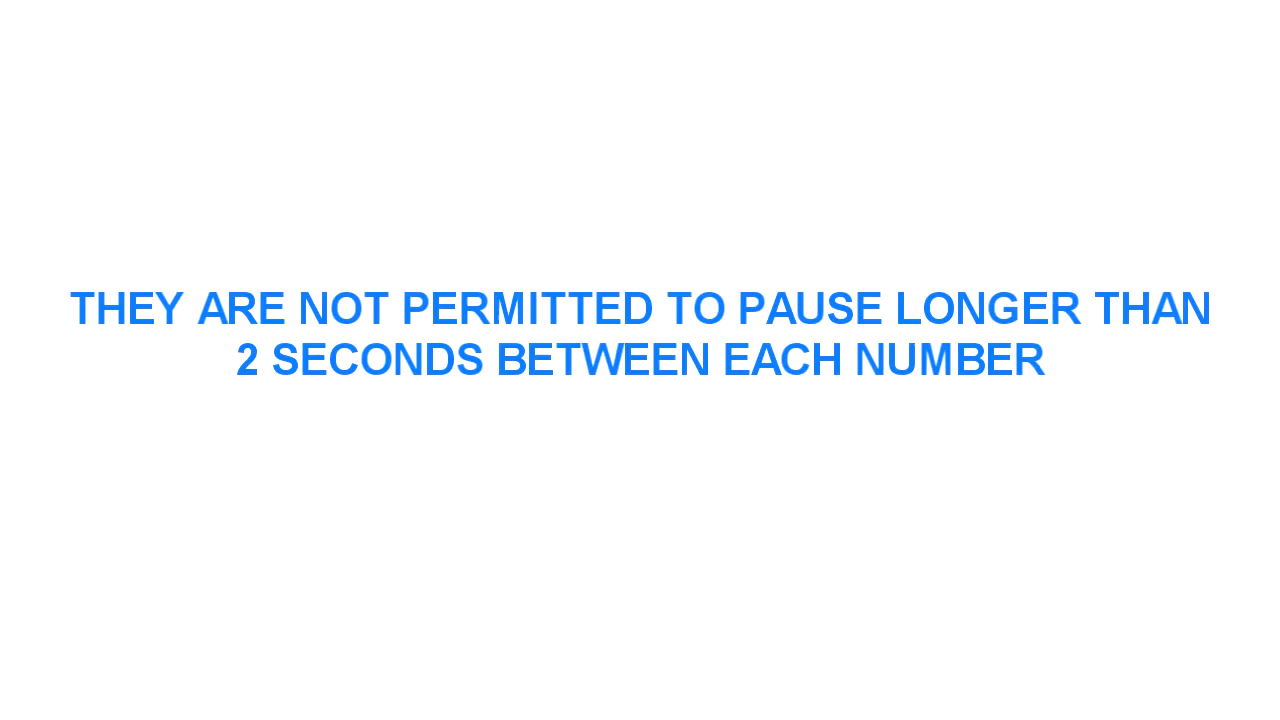 THEY ARE NOT PERMITTED TO PAUSE LONGER THAN
2 SECONDS BETWEEN EACH NUMBER